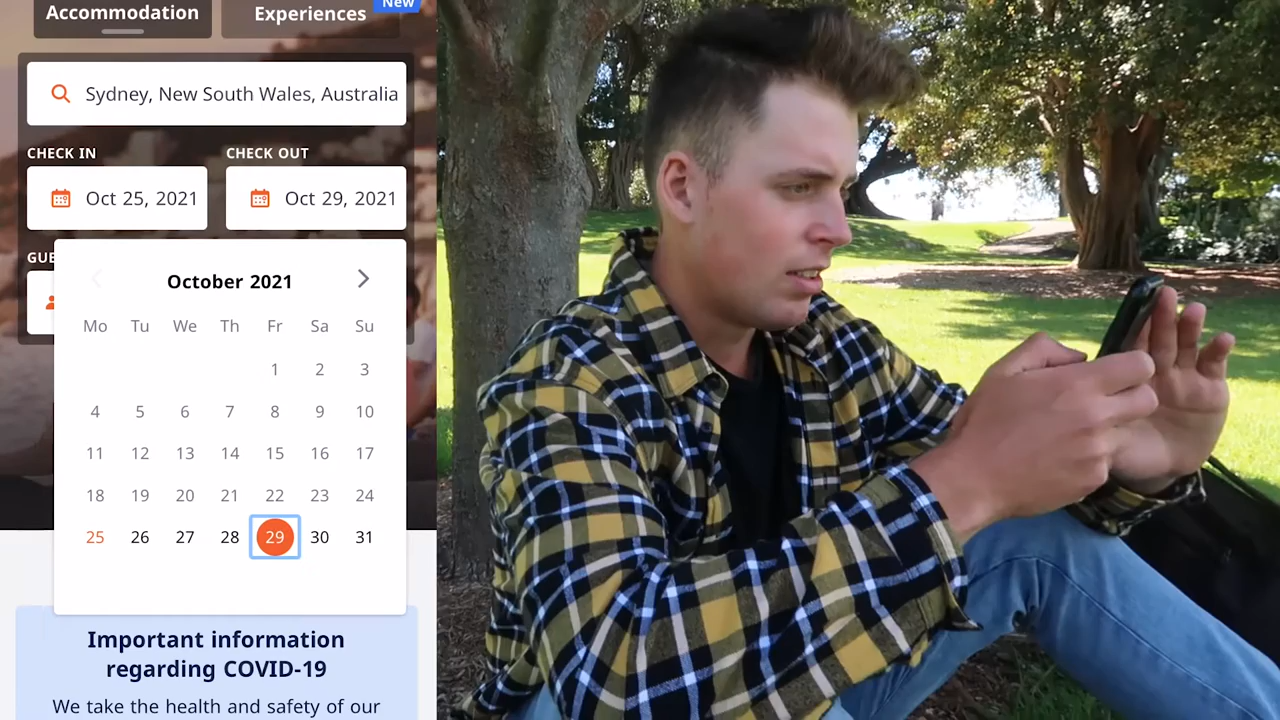 Accommodation
Experiences
New
Sydney, New South Wales, Australia
CHECK IN
CHECK OUT
Oct 25, 2021
Oct 29, 2021
GUE
October 2021
Mo Tu We Th Fr Sa Su
1 2 3
4 5 6 7 8 9 10
11 12 13 14 15 16 17
18 19 20 21 22 23 24
25 26 27 28 29 30 31
Important information
regarding COVID-19
We take the health and safety of our